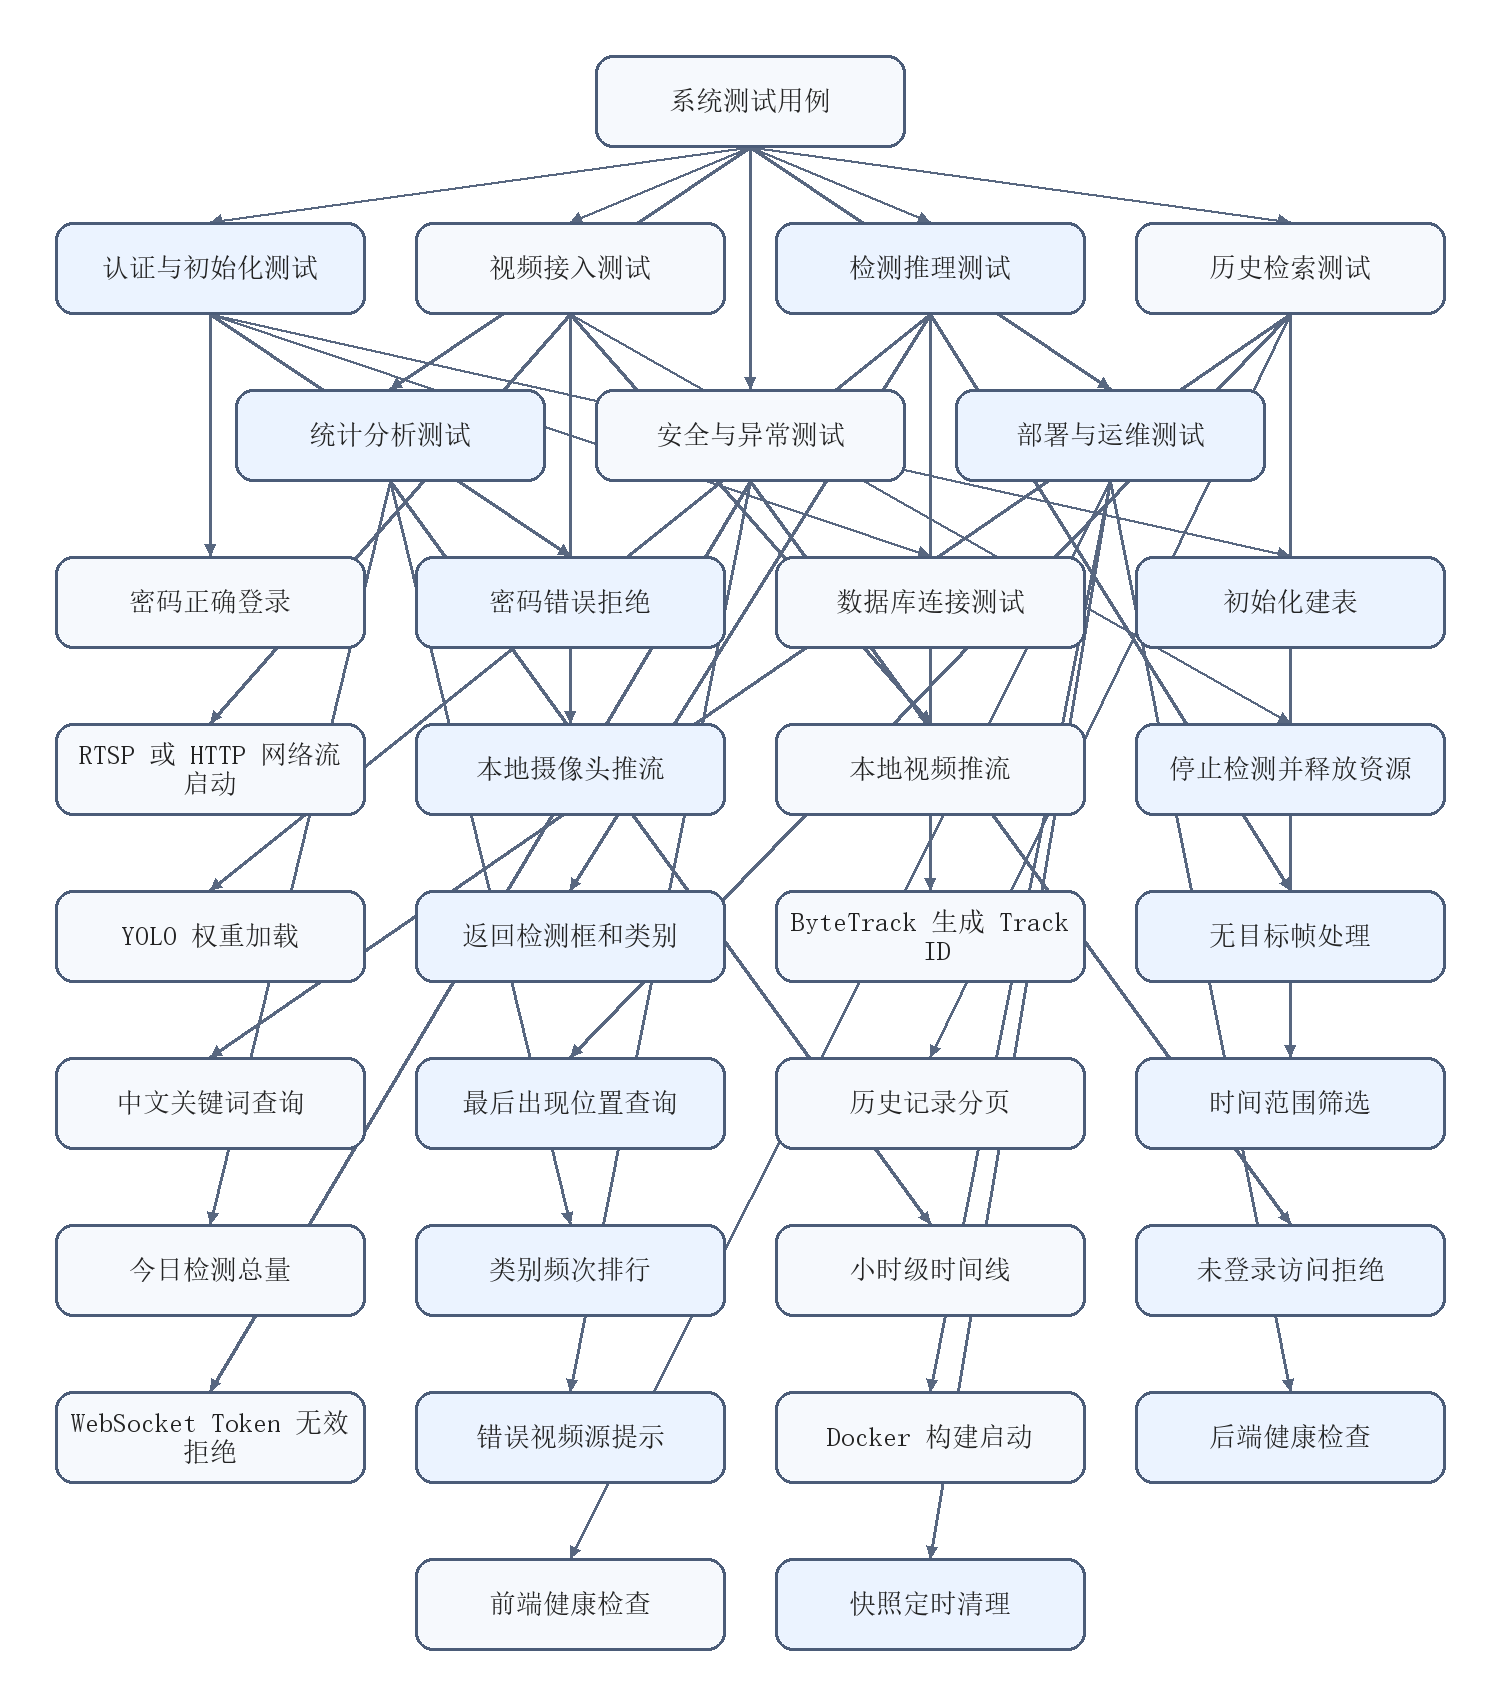 系统测试用例
认证与初始化测试
视频接入测试
检测推理测试
历史检索测试
统计分析测试
安全与异常测试
部署与运维测试
密码正确登录
密码错误拒绝
数据库连接测试
初始化建表
RTSP 或 HTTP 网络流
启动
本地摄像头推流
本地视频推流
停止检测并释放资源
YOLO 权重加载
返回检测框和类别
ByteTrack 生成 Track
ID
无目标帧处理
中文关键词查询
最后出现位置查询
历史记录分页
时间范围筛选
今日检测总量
类别频次排行
小时级时间线
未登录访问拒绝
WebSocket Token 无效
拒绝
错误视频源提示
Docker 构建启动
后端健康检查
前端健康检查
快照定时清理